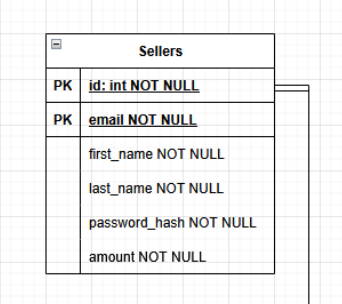 Sellers
PK id: int NOT NULL
PK email NOT NULL
first_name NOT NULL
last_name NOT NULL
password_hash NOT NULL
amount NOT NULL